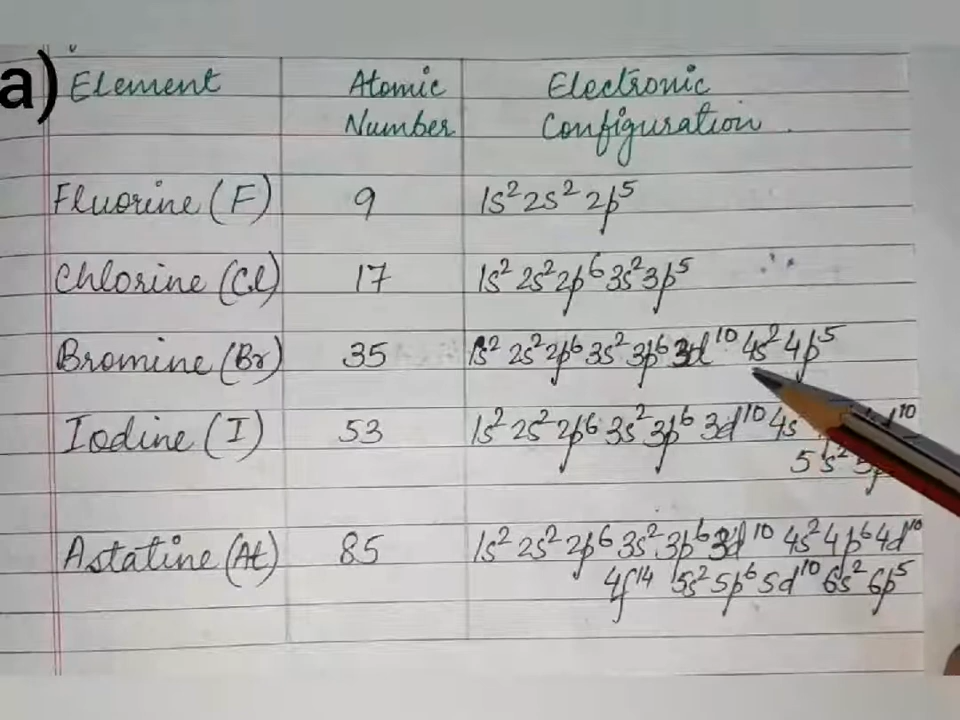 a) Element Atomic Electronic
Number Configuration
Fluorine (F) 9 1s² 2s² 2p⁵
Chlorine (Cl) 17 1s² 2s² 2p⁶ 3s² 3p⁵
Bromine (Br) 35 1s² 2s² 2p⁶ 3s² 3p⁶ 3d¹⁰ 4s² 4p⁵
Iodine (I) 53 1s² 2s² 2p⁶ 3s² 3p⁶ 3d¹⁰ 4s
5s²
Astatine (At) 85 1s² 2s² 2p⁶ 3s² 3p⁶ 3d¹⁰ 4s² 4p⁶ 4d¹⁰
4f¹⁴ 5s² 5p⁶ 5d¹⁰ 6s² 6p⁵